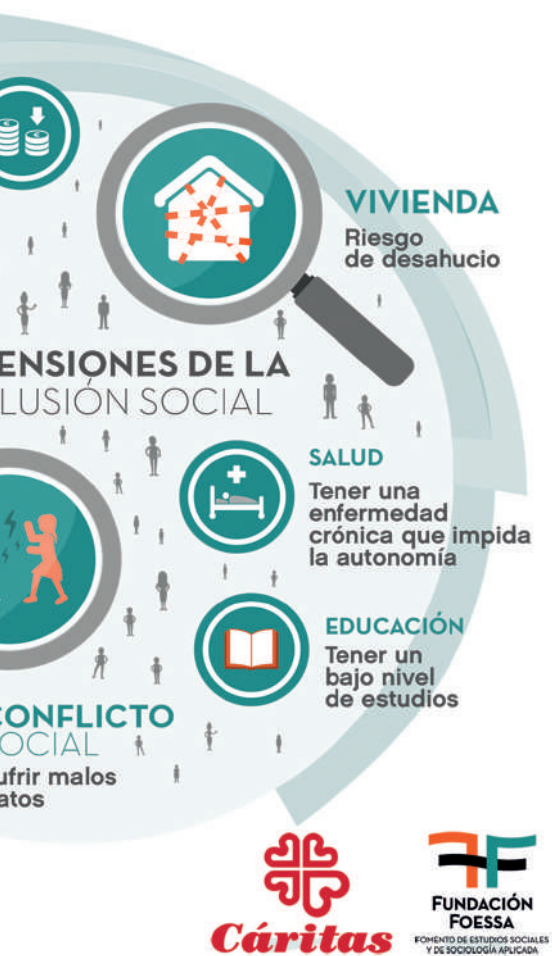 VIVIENDA
Riesgo
de desahucio
ENSIONES DE LA
LUSIÓN SOCIAL
SALUD
Tener una
enfermedad
crónica que impida
la autonomía
EDUCACIÓN
Tener un
bajo nivel
de estudios
CONFLICTO
OCIAL
ufrir malos
atos
Cáritas
FUNDACIÓN
FOESSA
FOMENTO DE ESTUDIOS SOCIALES
Y DE SOCIOLOGÍA APLICADA